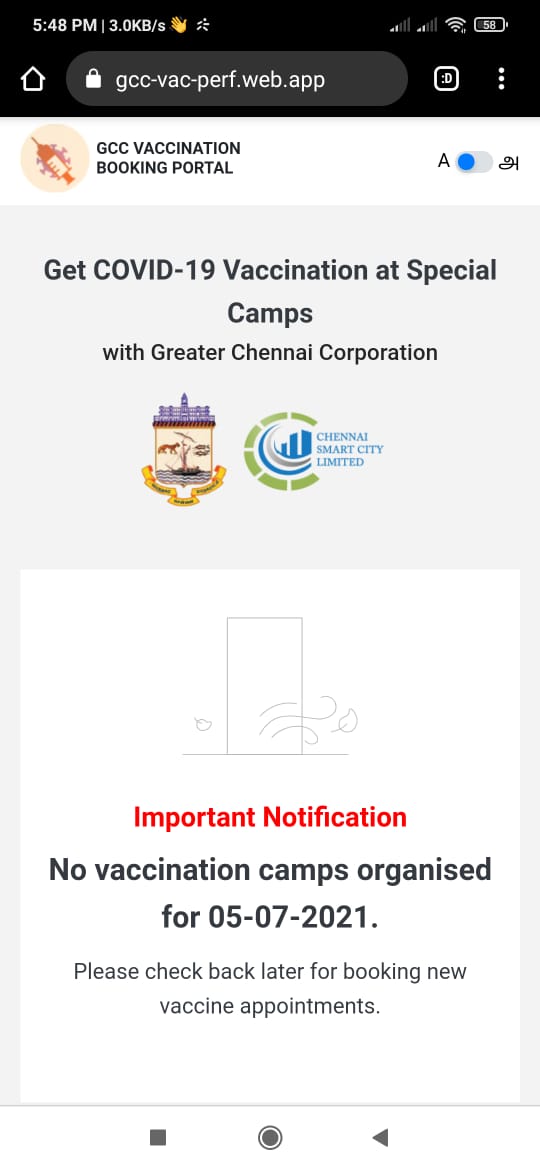 5:48 PM | 3.0KB/s
58
gcc-vac-perf.web.app
:D
GCC VACCINATION
BOOKING PORTAL
A அ
Get COVID-19 Vaccination at Special
Camps
with Greater Chennai Corporation
CHENNAI
SMART CITY
LIMITED
Important Notification
No vaccination camps organised
for 05-07-2021.
Please check back later for booking new
vaccine appointments.